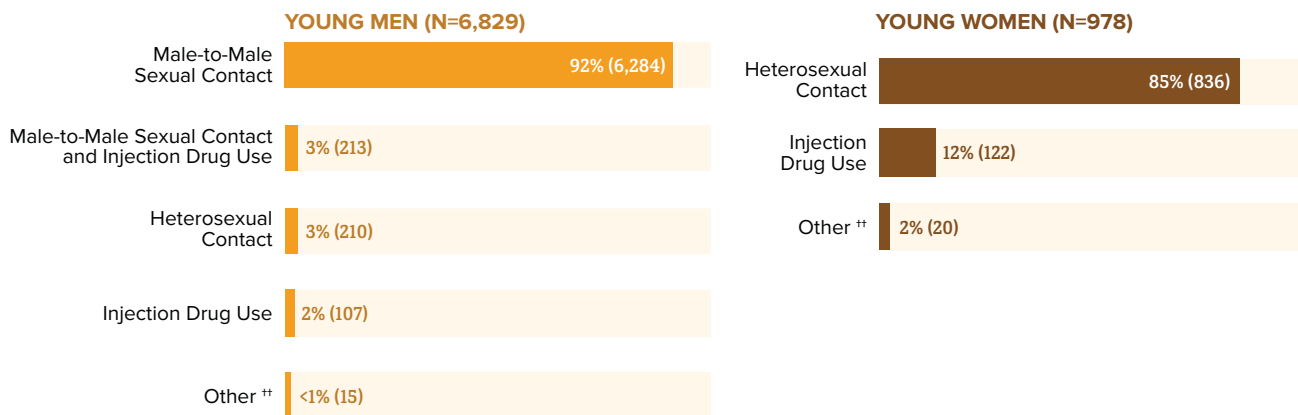 YOUNG MEN (N=6,829)
Male-to-Male
Sexual Contact
92% (6,284)
Male-to-Male Sexual Contact
and Injection Drug Use
3% (213)
Heterosexual
Contact
3% (210)
Injection Drug Use
2% (107)
Other ††
<1% (15)
YOUNG WOMEN (N=978)
Heterosexual
Contact
85% (836)
Injection
Drug Use
12% (122)
Other ††
2% (20)